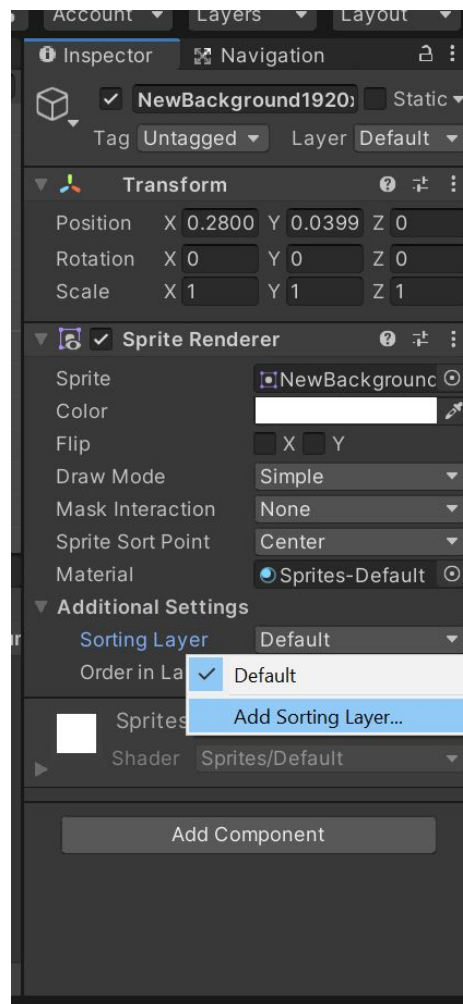 Account Layers Layout
Inspector Navigation
NewBackground1920x Static
Tag Untagged Layer Default
Transform
Position X 0.2800 Y 0.0399 Z 0
Rotation X 0 Y 0 Z 0
Scale X 1 Y 1 Z 1
Sprite Renderer
Sprite NewBackground
Color
Flip X Y
Draw Mode Simple
Mask Interaction None
Sprite Sort Point Center
Material Sprites-Default
Additional Settings
Sorting Layer Default
Order in La
Default
Add Sorting Layer...
Sprites
Shader Sprites/Default
Add Component